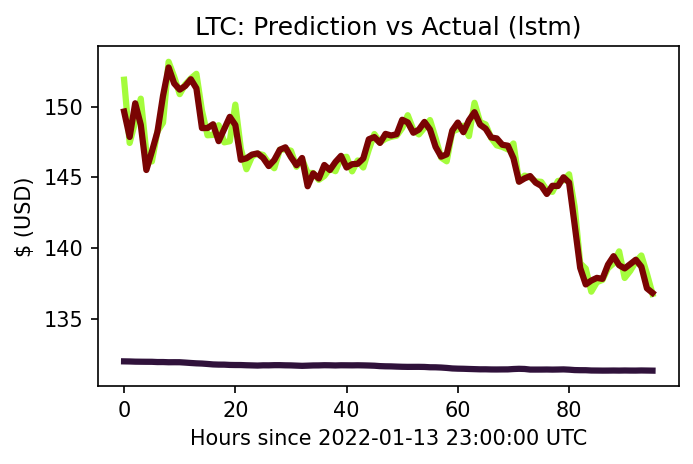 LTC: Prediction vs Actual (lstm)
$ (USD)
150
145
140
135
0 20 40 60 80
Hours since 2022-01-13 23:00:00 UTC